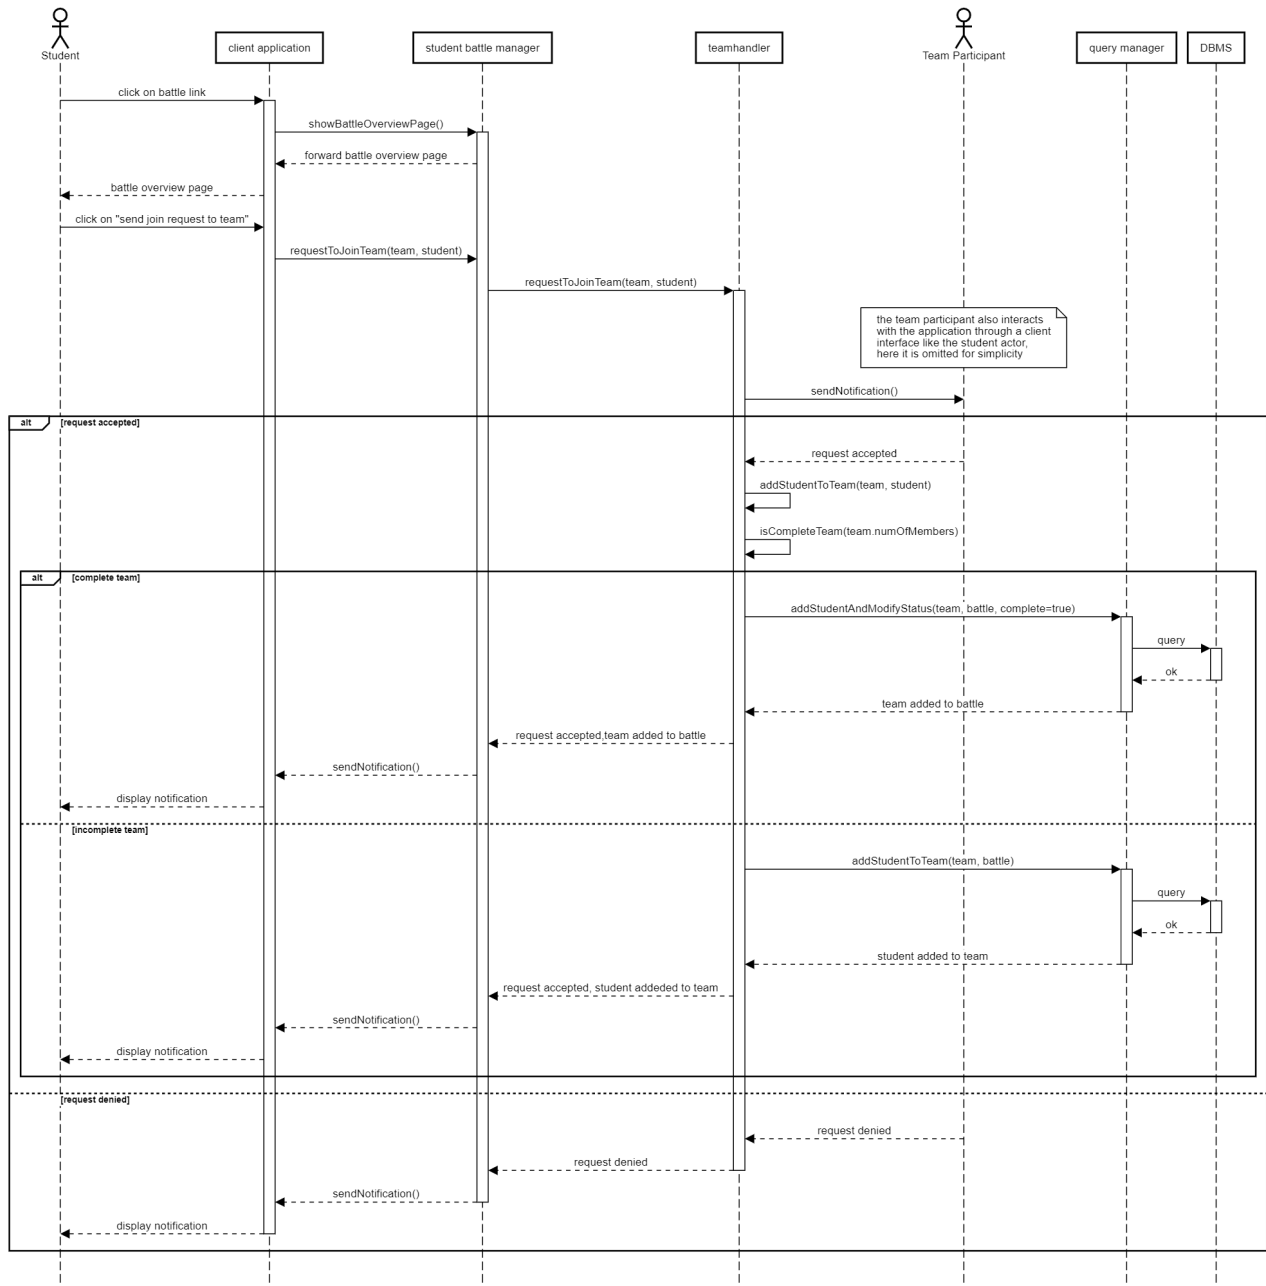 Student
client application
student battle manager
teamhandler
Team Participant
query manager
DBMS
click on battle link
showBattleOverviewPage()
forward battle overview page
battle overview page
click on "send join request to team"
requestToJoinTeam(team, student)
requestToJoinTeam(team, student)
the team participant also interacts
with the application through a client
interface like the student actor,
here it is omitted for simplicity
sendNotification()
alt
[request accepted]
request accepted
addStudentToTeam(team, student)
isCompleteTeam(team.numOfMembers)
alt
[complete team]
addStudentAndModifyStatus(team, battle, complete=true)
query
ok
team added to battle
request accepted,team added to battle
sendNotification()
display notification
[incomplete team]
addStudentToTeam(team, battle)
query
ok
student added to team
request accepted, student addeded to team
sendNotification()
display notification
[request denied]
request denied
request denied
sendNotification()
display notification